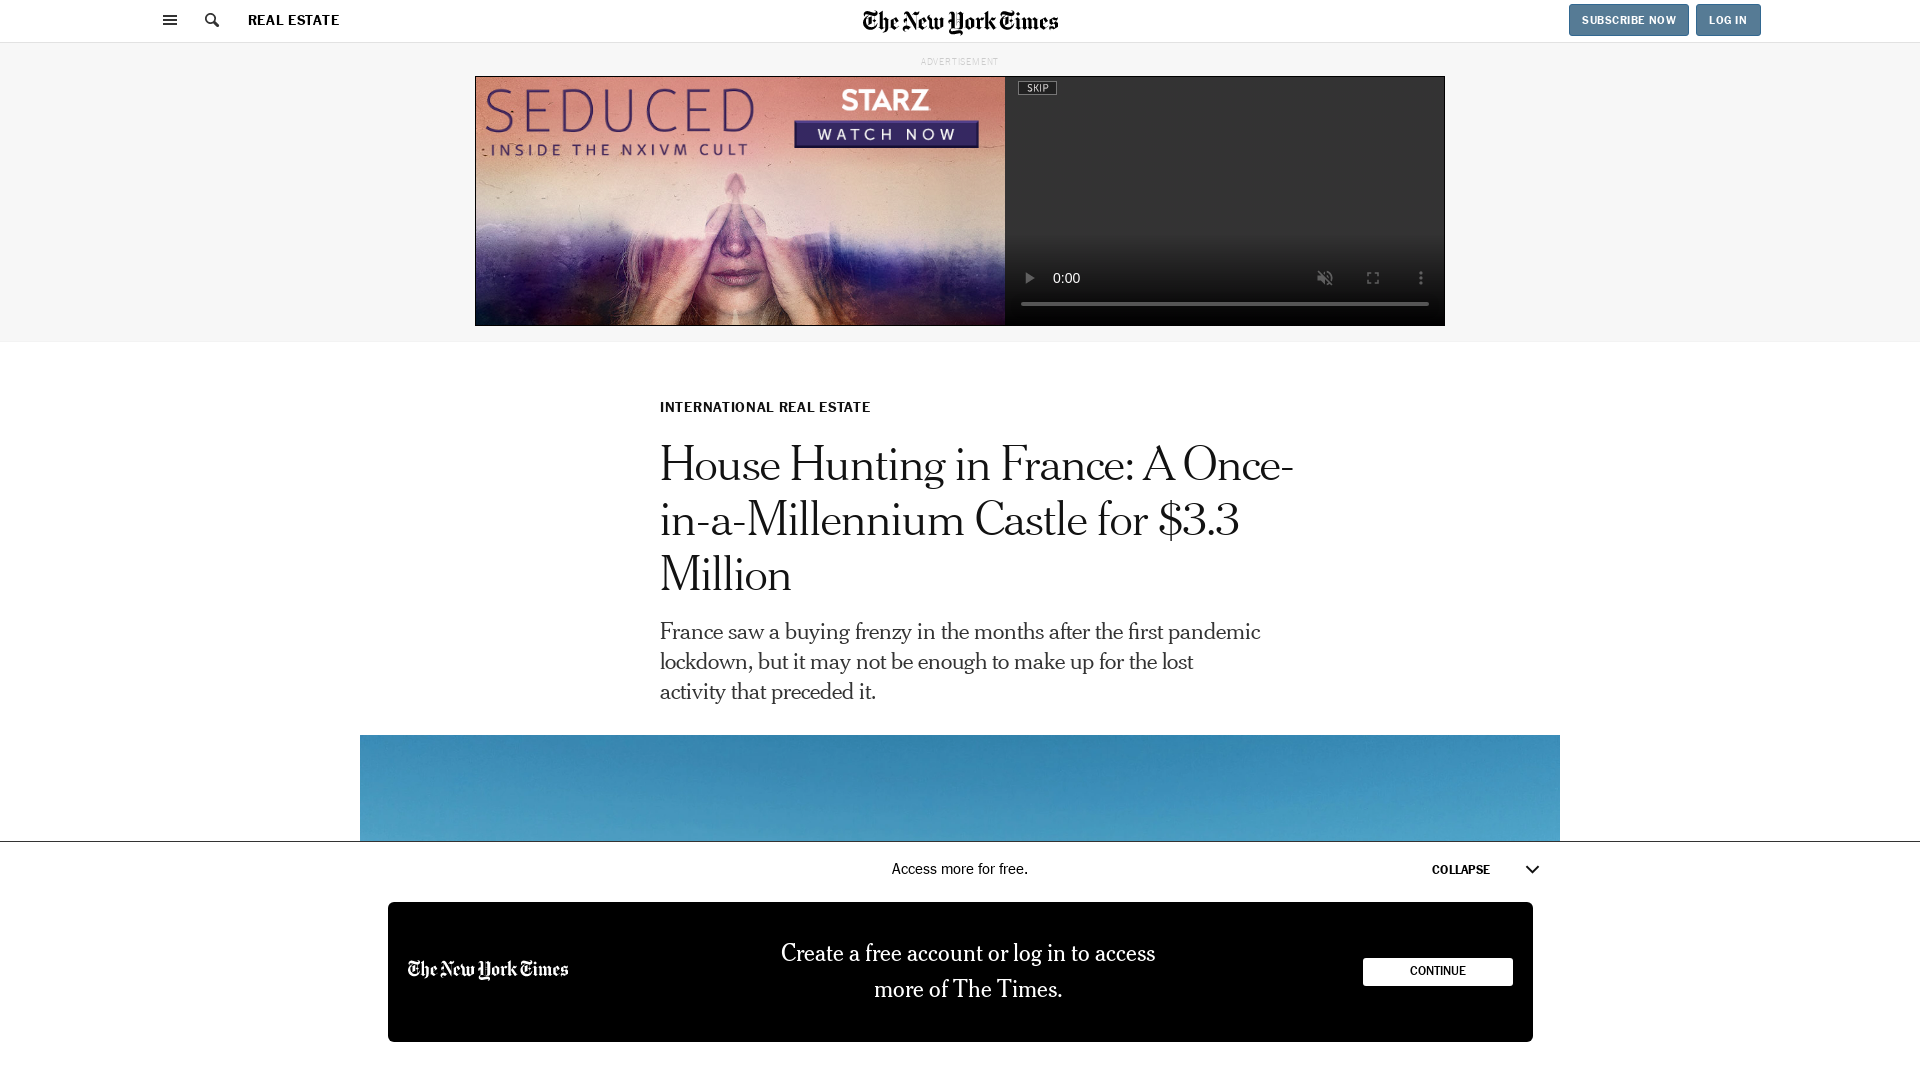 REAL ESTATE
The New York Times
SUBSCRIBE NOW
LOG IN
ADVERTISEMENT
SEDUCED
INSIDE THE NXIVM CULT
STARZ
WATCH NOW
SKIP
0:00
INTERNATIONAL REAL ESTATE
House Hunting in France: A Once-
in-a-Millennium Castle for $3.3
Million
France saw a buying frenzy in the months after the first pandemic
lockdown, but it may not be enough to make up for the lost
activity that preceded it.
Access more for free.
COLLAPSE
The New York Times
Create a free account or log in to access
more of The Times.
CONTINUE